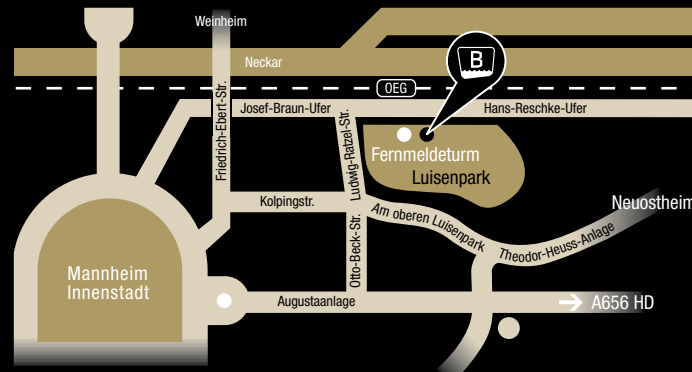 Weinheim
B
Neckar
OEG
Josef-Braun-Ufer
Hans-Reschke-Ufer
Friedrich-Ebert-Str.
Ludwig-Ratzel-Str.
Fernmeldeturm
Luisenpark
Kolpingstr.
Am oberen Luisenpark
Neuostheim
Theodor-Heuss-Anlage
Otto-Beck-Str.
Mannheim
Innenstadt
Augustaanlage
A656 HD